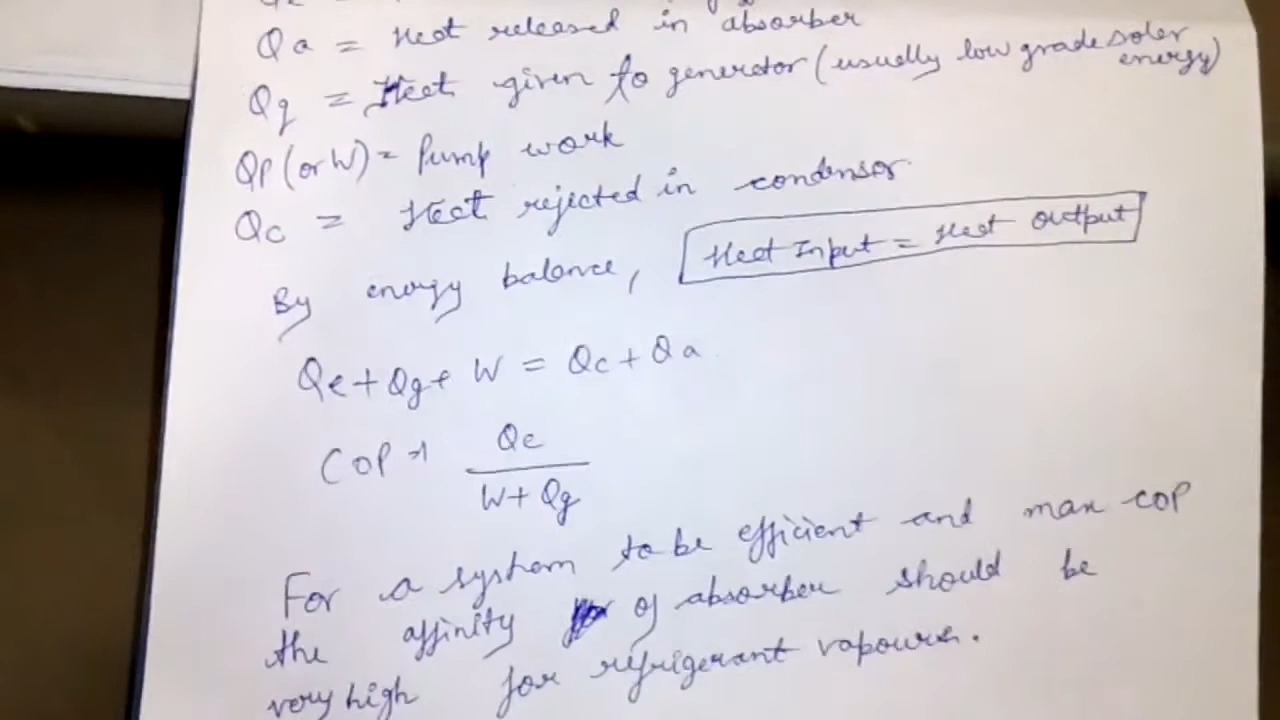 Qa = Heat released in absorber
Qg = Heat given to generator (usually low grade solar energy)
QP (or W) = Pump work
Qc = Heat rejected in condensor
By energy balance, Heat Input = Heat Output
Qe + Qg + W = Qc + Qa
COP = Qe
W + Qg
For a system to be efficient and max COP
the affinity of absorber should be
very high for refrigerant vapours.